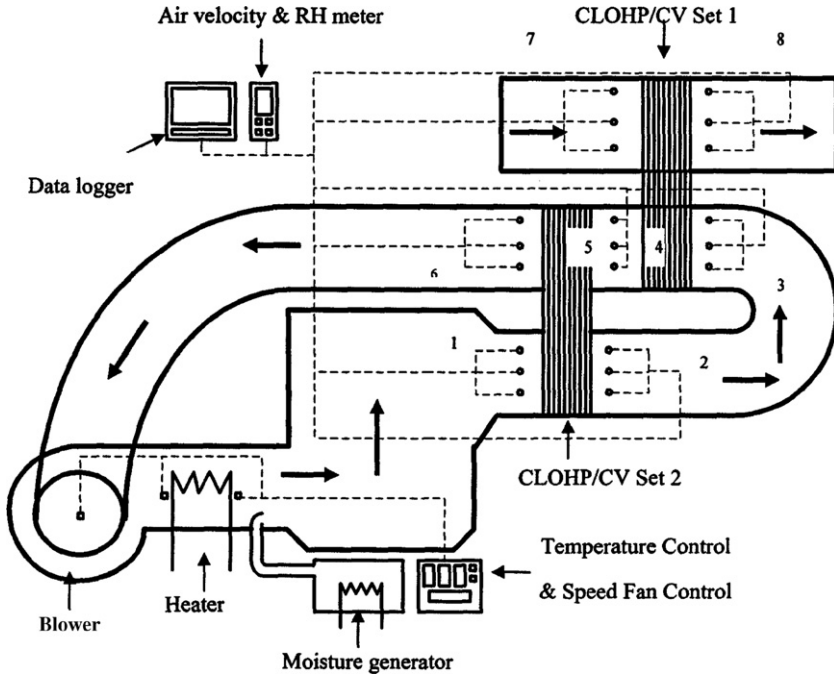 Air velocity & RH meter
7
CLOHP/CV Set 1
8
Data logger
5
4
6
3
1
2
CLOHP/CV Set 2
Temperature Control
& Speed Fan Control
Heater
Blower
Moisture generator